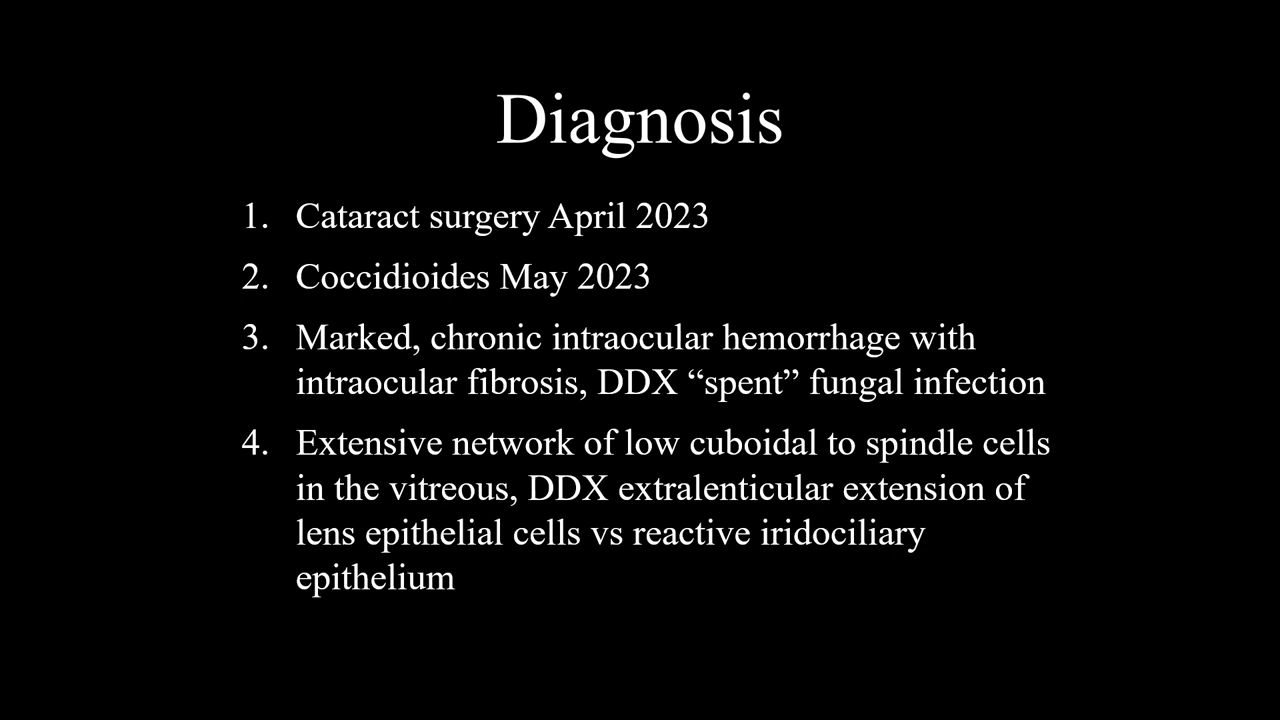 Diagnosis
1. Cataract surgery April 2023
2. Coccidioides May 2023
3. Marked, chronic intraocular hemorrhage with
intraocular fibrosis, DDX “spent” fungal infection
4. Extensive network of low cuboidal to spindle cells
in the vitreous, DDX extralenticular extension of
lens epithelial cells vs reactive iridociliary
epithelium